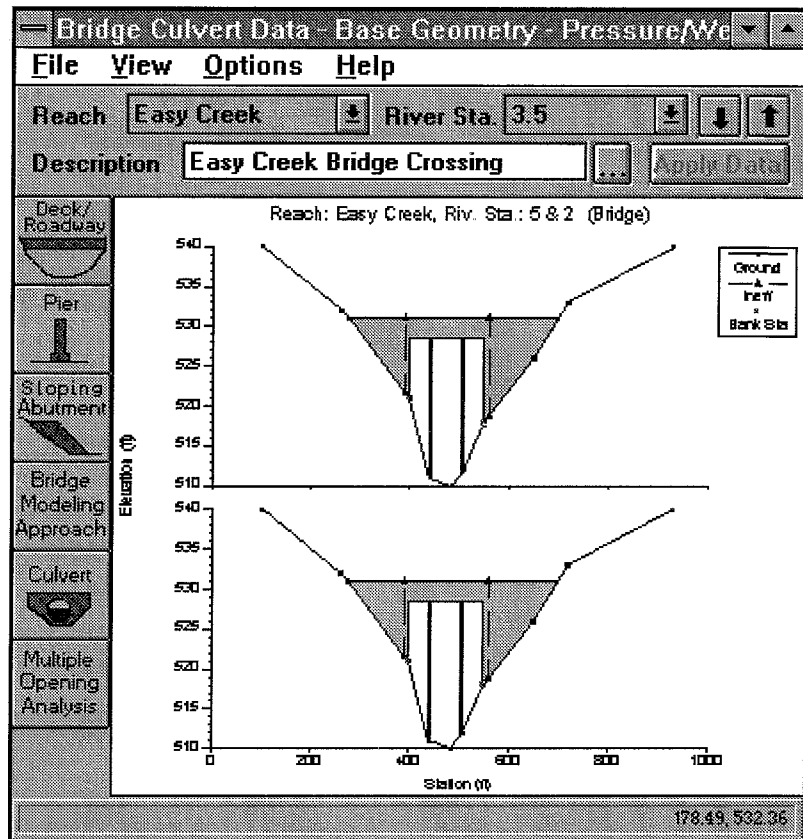 Bridge Culvert Data - Base Geometry - Pressure/We
File View Options Help
Reach Easy Creek River Sta. 3.5
Description Easy Creek Bridge Crossing ... Apply Data
Deck/
Roadway
Pier
Sloping
Abutment
Bridge
Modeling
Approach
Culvert
Multiple
Opening
Analysis
Reach: Easy Creek, Riv. Sta.: 5 & 2 (Bridge)
Ground
Ineff
Bank Sta
Elevation (ft)
540
535
530
525
520
515
510
540
535
530
525
520
515
510
0 200 400 600 800 1000
Station (ft)
178.49, 532.36